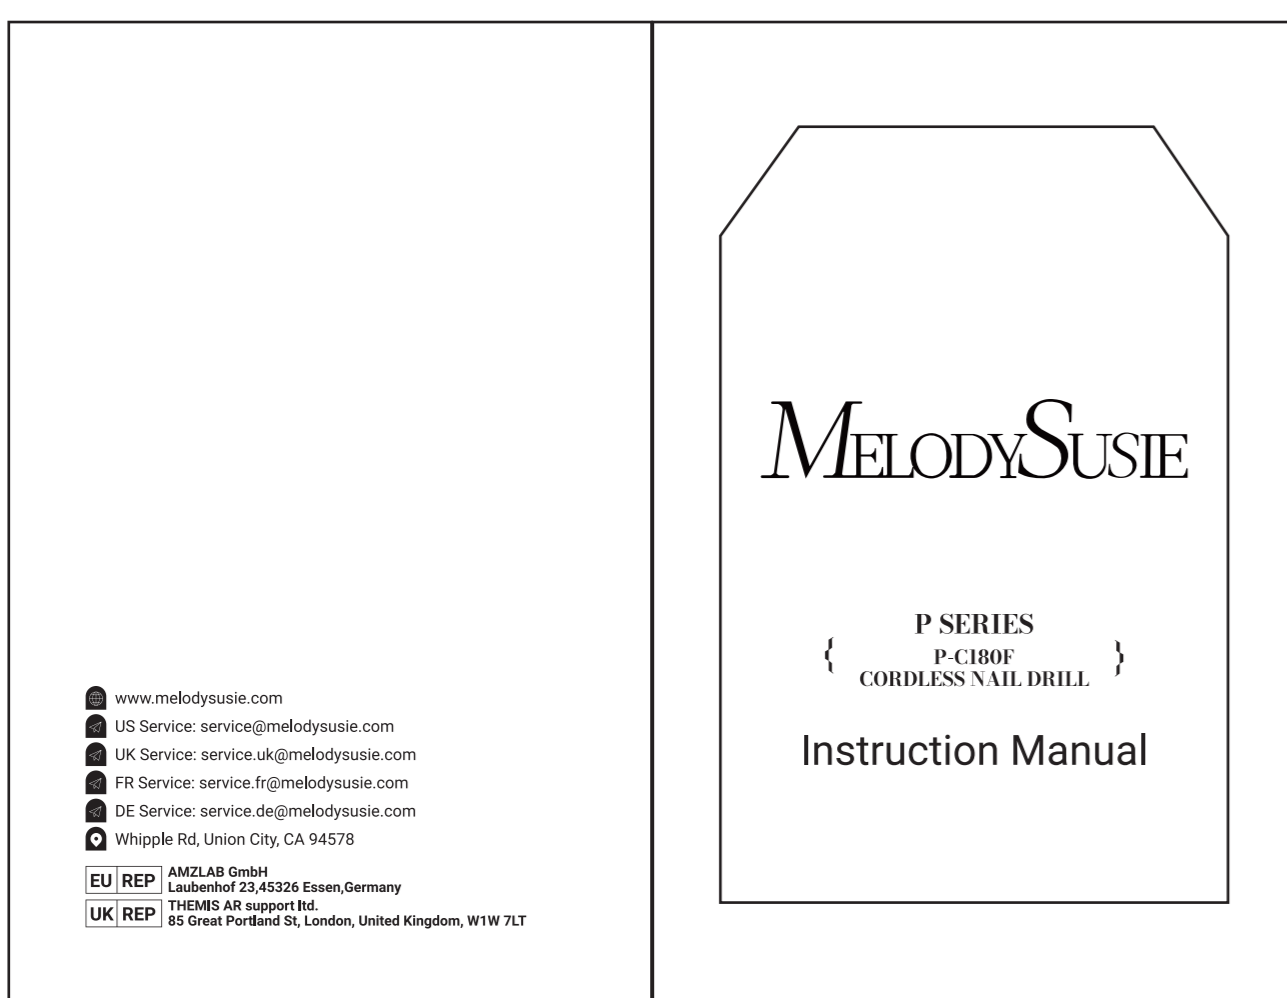 www.melodysusie.com
US Service: service@melodysusie.com
UK Service: service.uk@melodysusie.com
FR Service: service.fr@melodysusie.com
DE Service: service.de@melodysusie.com
Whipple Rd, Union City, CA 94578
EU REP AMZLAB GmbH
Laubenhof 23,45326 Essen,Germany
UK REP THEMIS AR support ltd.
85 Great Portland St, London, United Kingdom, W1W 7LT
MELODYSUSIE
P SERIES
{ P-C180F }
CORDLESS NAIL DRILL
Instruction Manual